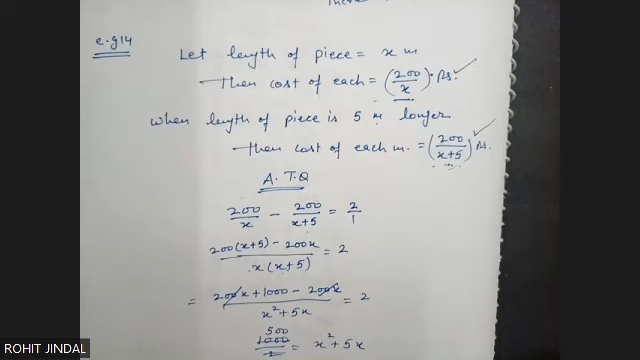 e.g 14
Let length of piece = x m
Then cost of each = (200/x) Rs.
When length of piece is 5 m longer
Then cost of each m. = (200/x+5) Rs.
A.T.Q
200/x - 200/x+5 = 2/1
200(x+5) - 200x / x(x+5) = 2
= 200x + 1000 - 200x / x² + 5x = 2
500
1000/2 = x² + 5x
ROHIT JINDAL